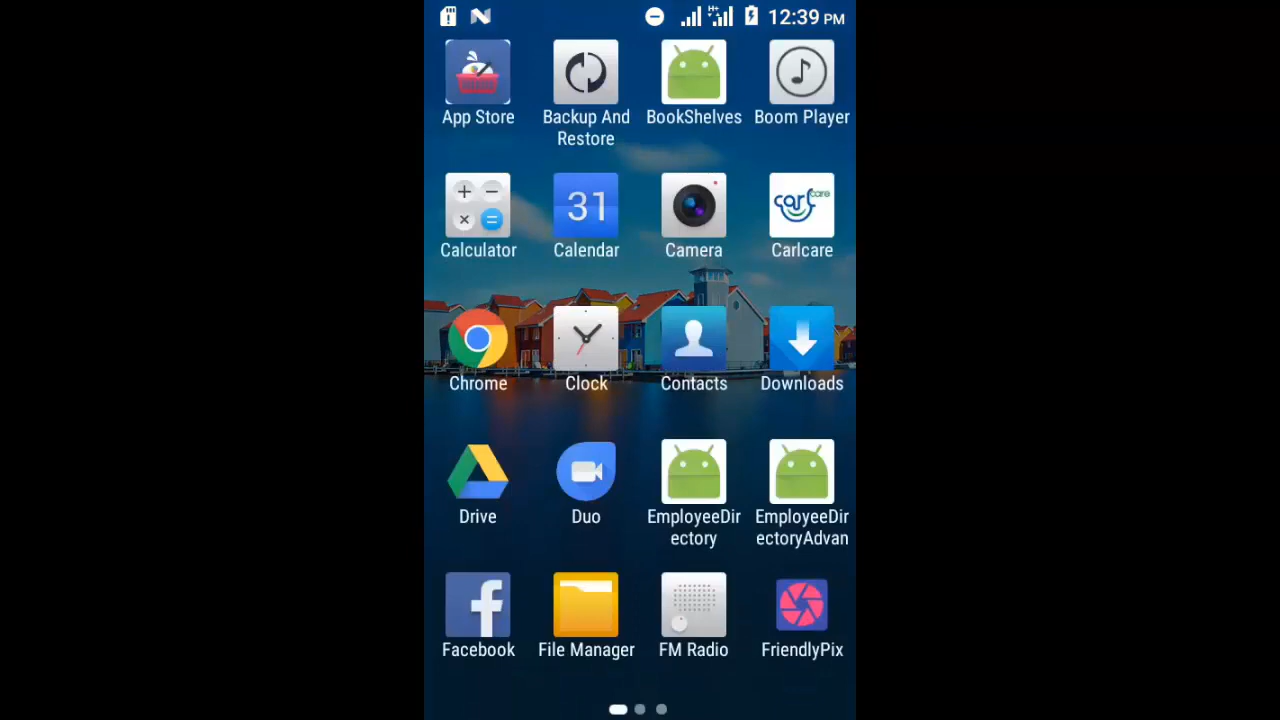 H+ 12:39 PM
App Store
Backup And
Restore
BookShelves
Boom Player
Calculator
31
Calendar
Camera
Carlcare
Carlcare
Chrome
Clock
Contacts
Downloads
Drive
Duo
EmployeeDir
ectory
EmployeeDir
ectoryAdvan
Facebook
File Manager
FM Radio
FriendlyPix